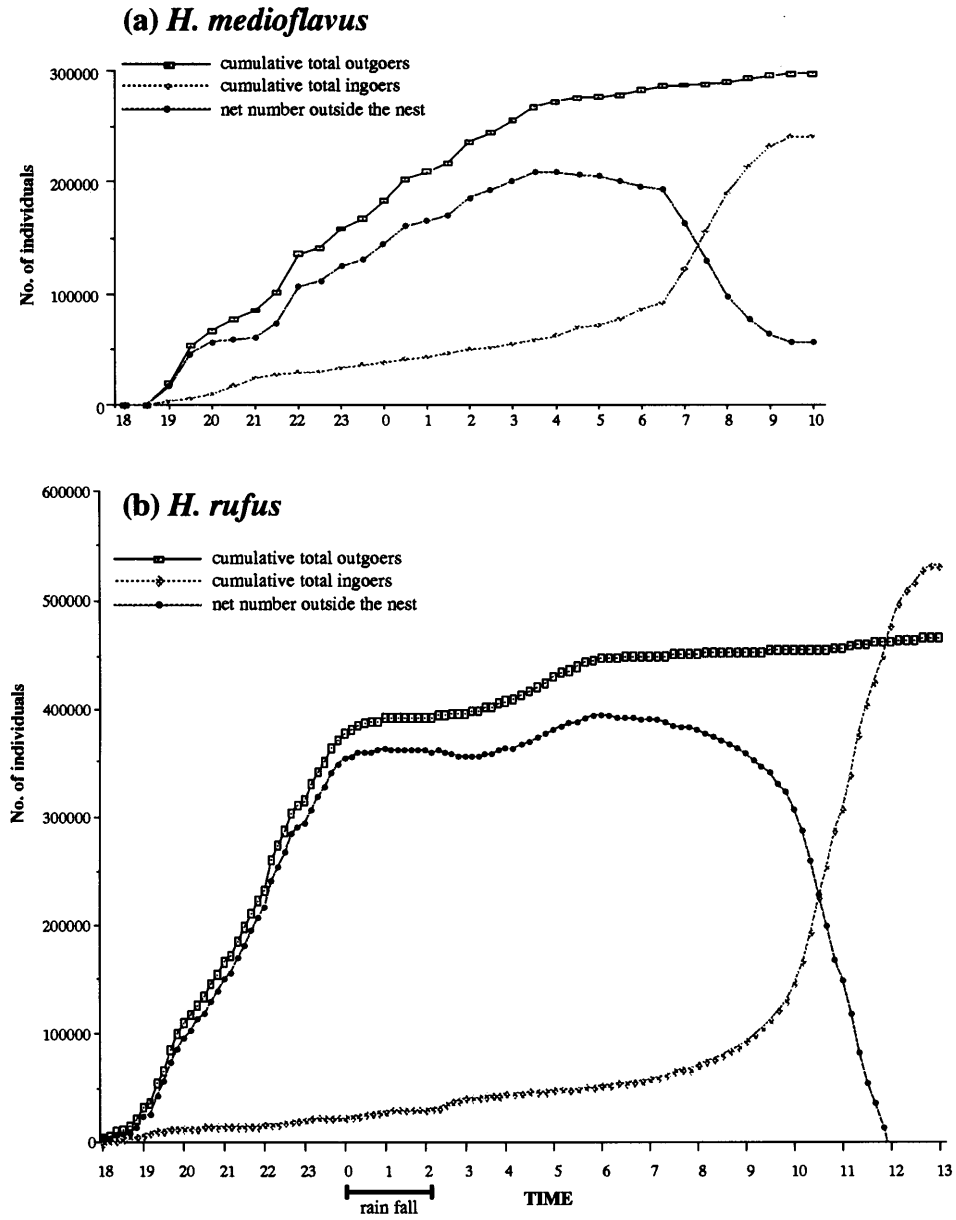 (a) H. medioflavus
cumulative total outgoers
cumulative total ingoers
net number outside the nest
300000
200000
100000
0
No. of individuals
18 19 20 21 22 23 0 1 2 3 4 5 6 7 8 9 10
(b) H. rufus
cumulative total outgoers
cumulative total ingoers
net number outside the nest
600000
500000
400000
300000
200000
100000
0
No. of individuals
18 19 20 21 22 23 0 1 2 3 4 5 6 7 8 9 10 11 12 13
rain fall
TIME